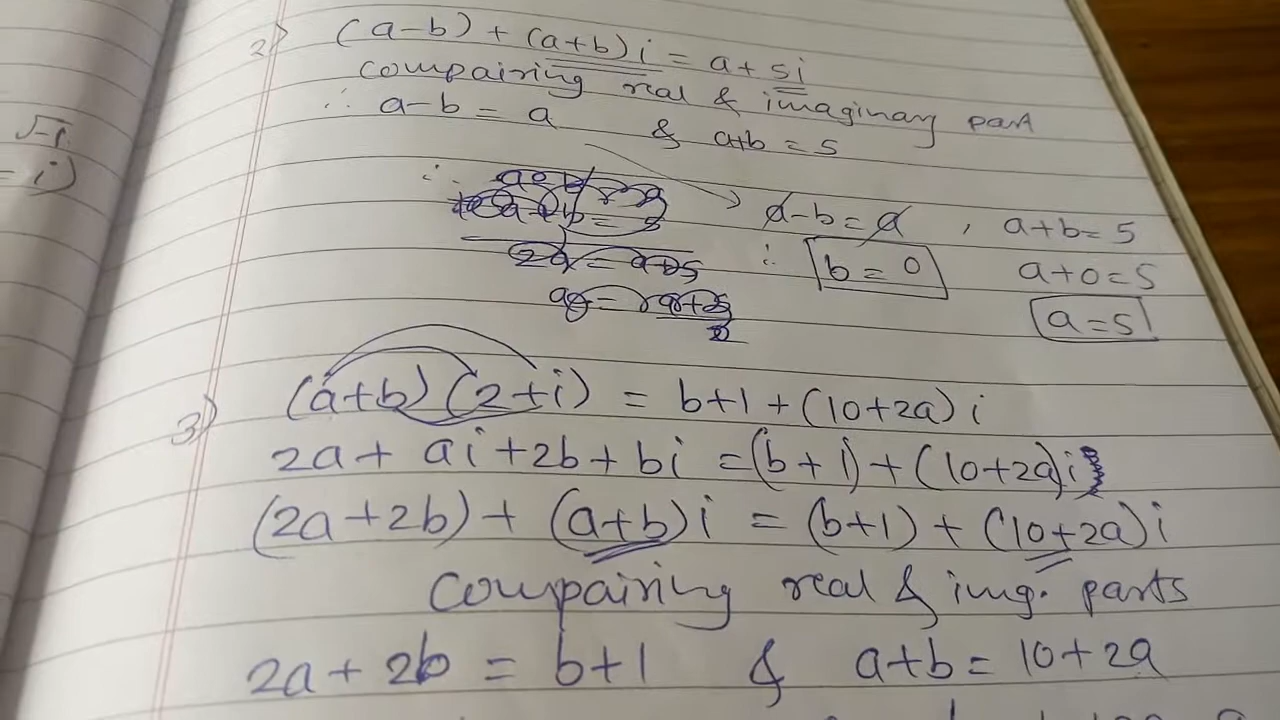 √-1
= i)
2) (a-b) + (a+b)i = a + 5i
Compairing real & imaginary part
∴ a-b = a & a+b = 5
a-b = a , a+b = 5
∴ b = 0 a+0 = 5
a = 5
3) (a+b) (2+i) = b+1 + (10+2a) i
2a + ai + 2b + bi = (b+1) + (10+2a)i
(2a+2b) + (a+b)i = (b+1) + (10+2a)i
Compairing real & img. parts
2a + 2b = b+1 & a+b = 10+2a